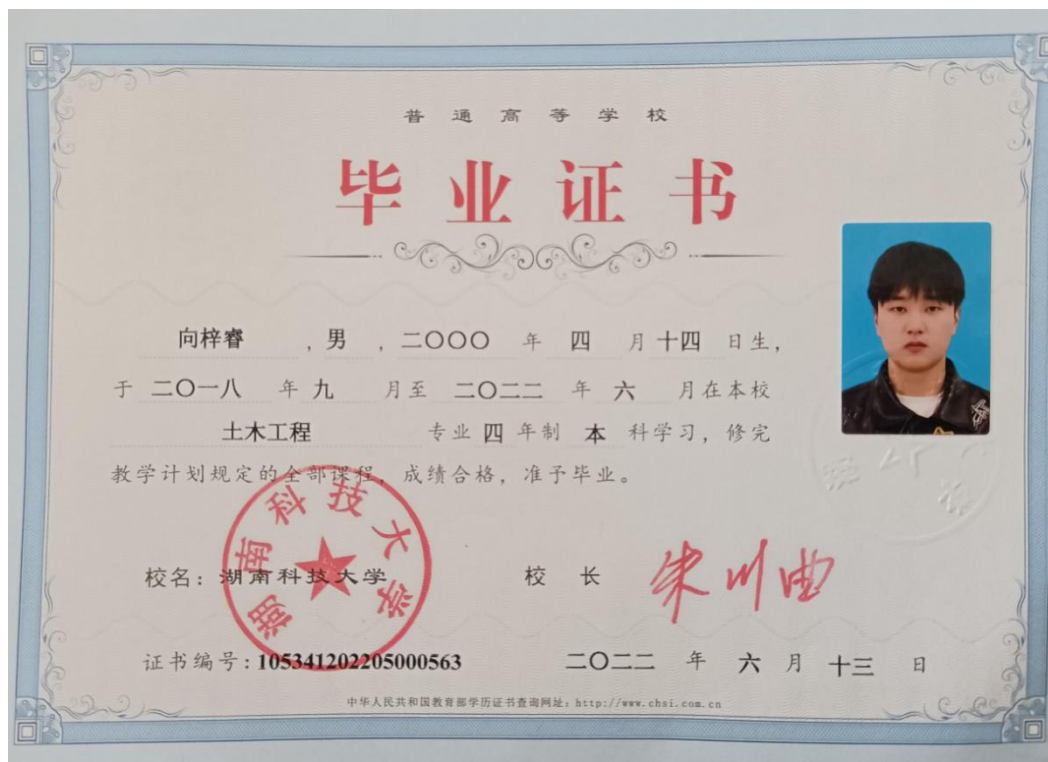 普通高等学校
毕业证书
向梓睿，男，二〇〇〇年四月十四日生，
于二〇一八年九月至二〇二二年六月在本校
土木工程专业四年制本科学习，修完
教学计划规定的全部课程，成绩合格，准予毕业。
校名：湖南科技大学
校长
朱川曲
湖南科技大学
证书编号：105341202205000563
二〇二二年六月十三日
中华人民共和国教育部学历证书查询网址：http://www.chsi.com.cn